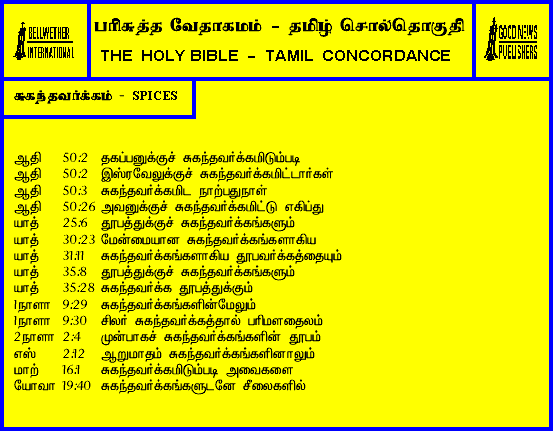 BELLWETHER
INTERNATIONAL
பரிசுத்த வேதாகமம் - தமிழ் சொல்தொகுதி
THE HOLY BIBLE - TAMIL CONCORDANCE
GOOD NEWS
PUBLISHERS
சுகந்தவர்க்கம் - SPICES
ஆதி 50:2 தகப்பனுக்குச் சுகந்தவர்க்கமிடும்படி
ஆதி 50:2 இஸ்ரவேலுக்குச் சுகந்தவர்க்கமிட்டார்கள்
ஆதி 50:3 சுகந்தவர்க்கமிட நாற்பதுநாள்
ஆதி 50:26 அவனுக்குச் சுகந்தவர்க்கமிட்டு எகிப்து
யாத் 25:6 தூபத்துக்குச் சுகந்தவர்க்கங்களும்
யாத் 30:23 மேன்மையான சுகந்தவர்க்கங்களாகிய
யாத் 31:11 சுகந்தவர்க்கங்களாகிய தூபவர்க்கத்தையும்
யாத் 35:8 தூபத்துக்குச் சுகந்தவர்க்கங்களும்
யாத் 35:28 சுகந்தவர்க்க தூபத்துக்கும்
1நாளா 9:29 சுகந்தவர்க்கங்களின்மேலும்
1நாளா 9:30 சிலர் சுகந்தவர்க்கத்தால் பரிமளதைலம்
2நாளா 2:4 முன்பாகச் சுகந்தவர்க்கங்களின் தூபம்
எஸ் 2:12 ஆறுமாதம் சுகந்தவர்க்கங்களினாலும்
மாற் 16:1 சுகந்தவர்க்கமிடும்படி அவைகளை
யோவா 19:40 சுகந்தவர்க்கங்களுடனே சீலைகளில்